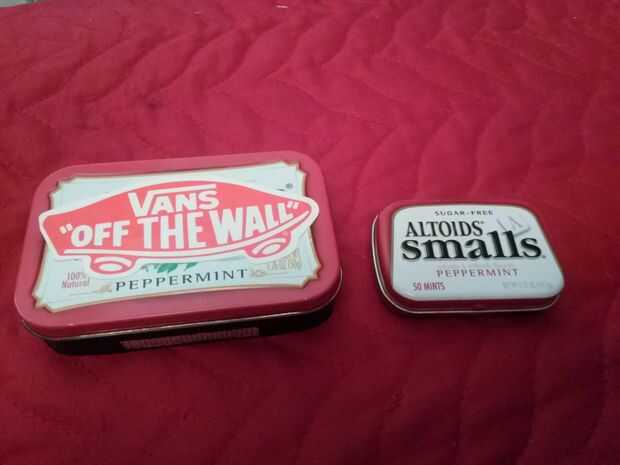 VANS
"OFF THE WALL"
100%
Natural
PEPPERMINT
SUGAR-FREE
ALTOIDS
smalls
PEPPERMINT
50 MINTS